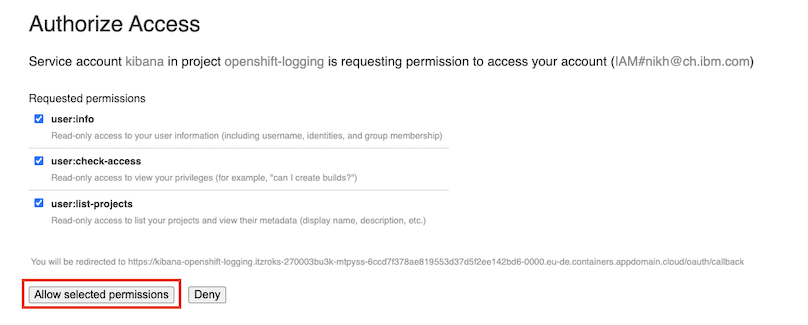 Authorize Access
Service account kibana in project openshift-logging is requesting permission to access your account (IAM#nikh@ch.ibm.com)
Requested permissions
user:info
Read-only access to your user information (including username, identities, and group membership)
user:check-access
Read-only access to view your privileges (for example, "can I create builds?")
user:list-projects
Read-only access to list your projects and view their metadata (display name, description, etc.)
You will be redirected to https://kibana-openshift-logging.itzroks-270003bu3k-mtpyss-6ccd7f378ae819553d37d5f2ee142bd6-0000.eu-de.containers.appdomain.cloud/oauth/callback
Allow selected permissions Deny